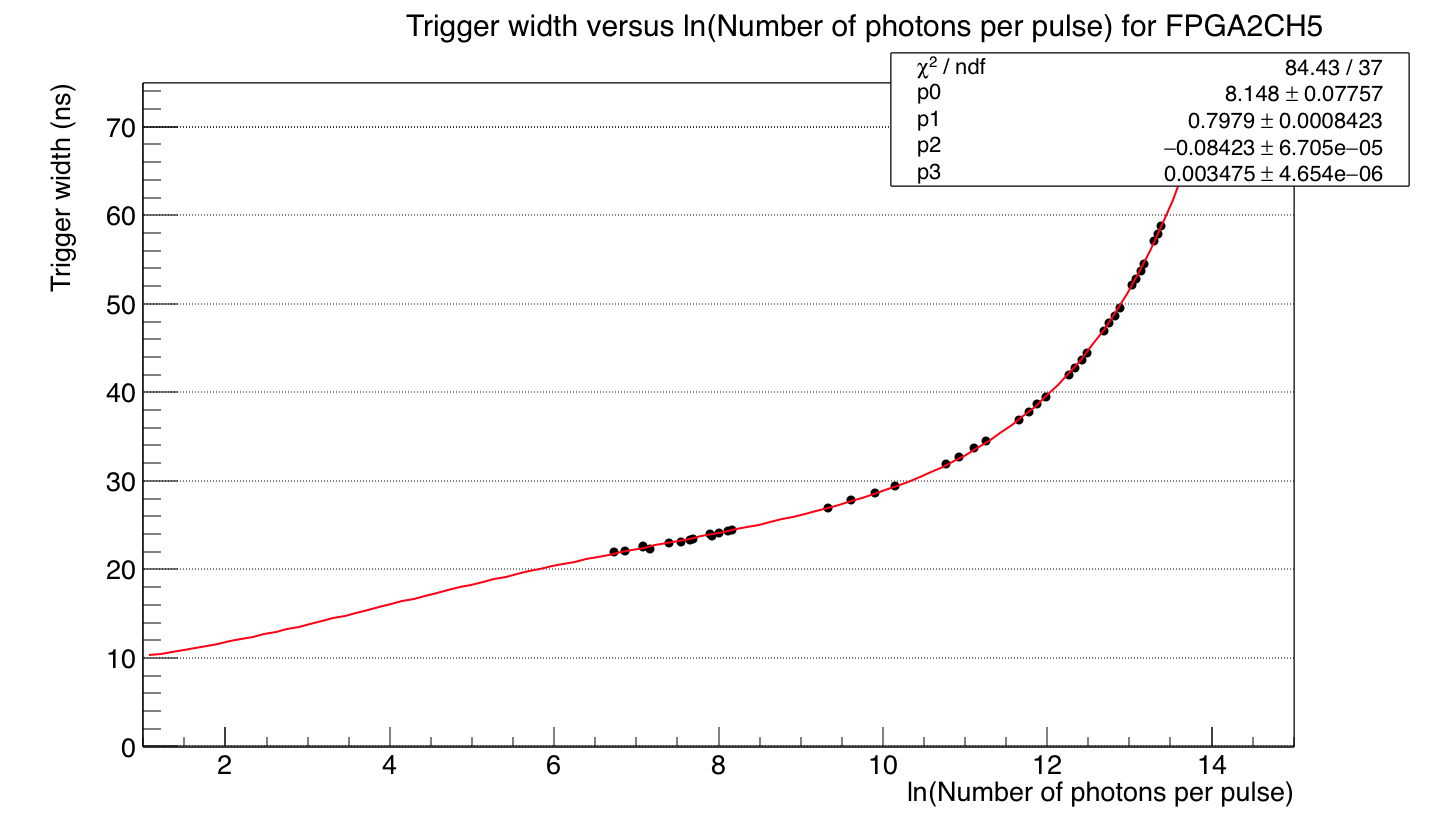 Trigger width versus ln(Number of photons per pulse) for FPGA2CH5
χ² / ndf 84.43 / 37
p0 8.148 ± 0.07757
p1 0.7979 ± 0.0008423
p2 −0.08423 ± 6.705e−05
p3 0.003475 ± 4.654e−06
Trigger width (ns)
70
60
50
40
30
20
10
0
2 4 6 8 10 12 14
ln(Number of photons per pulse)